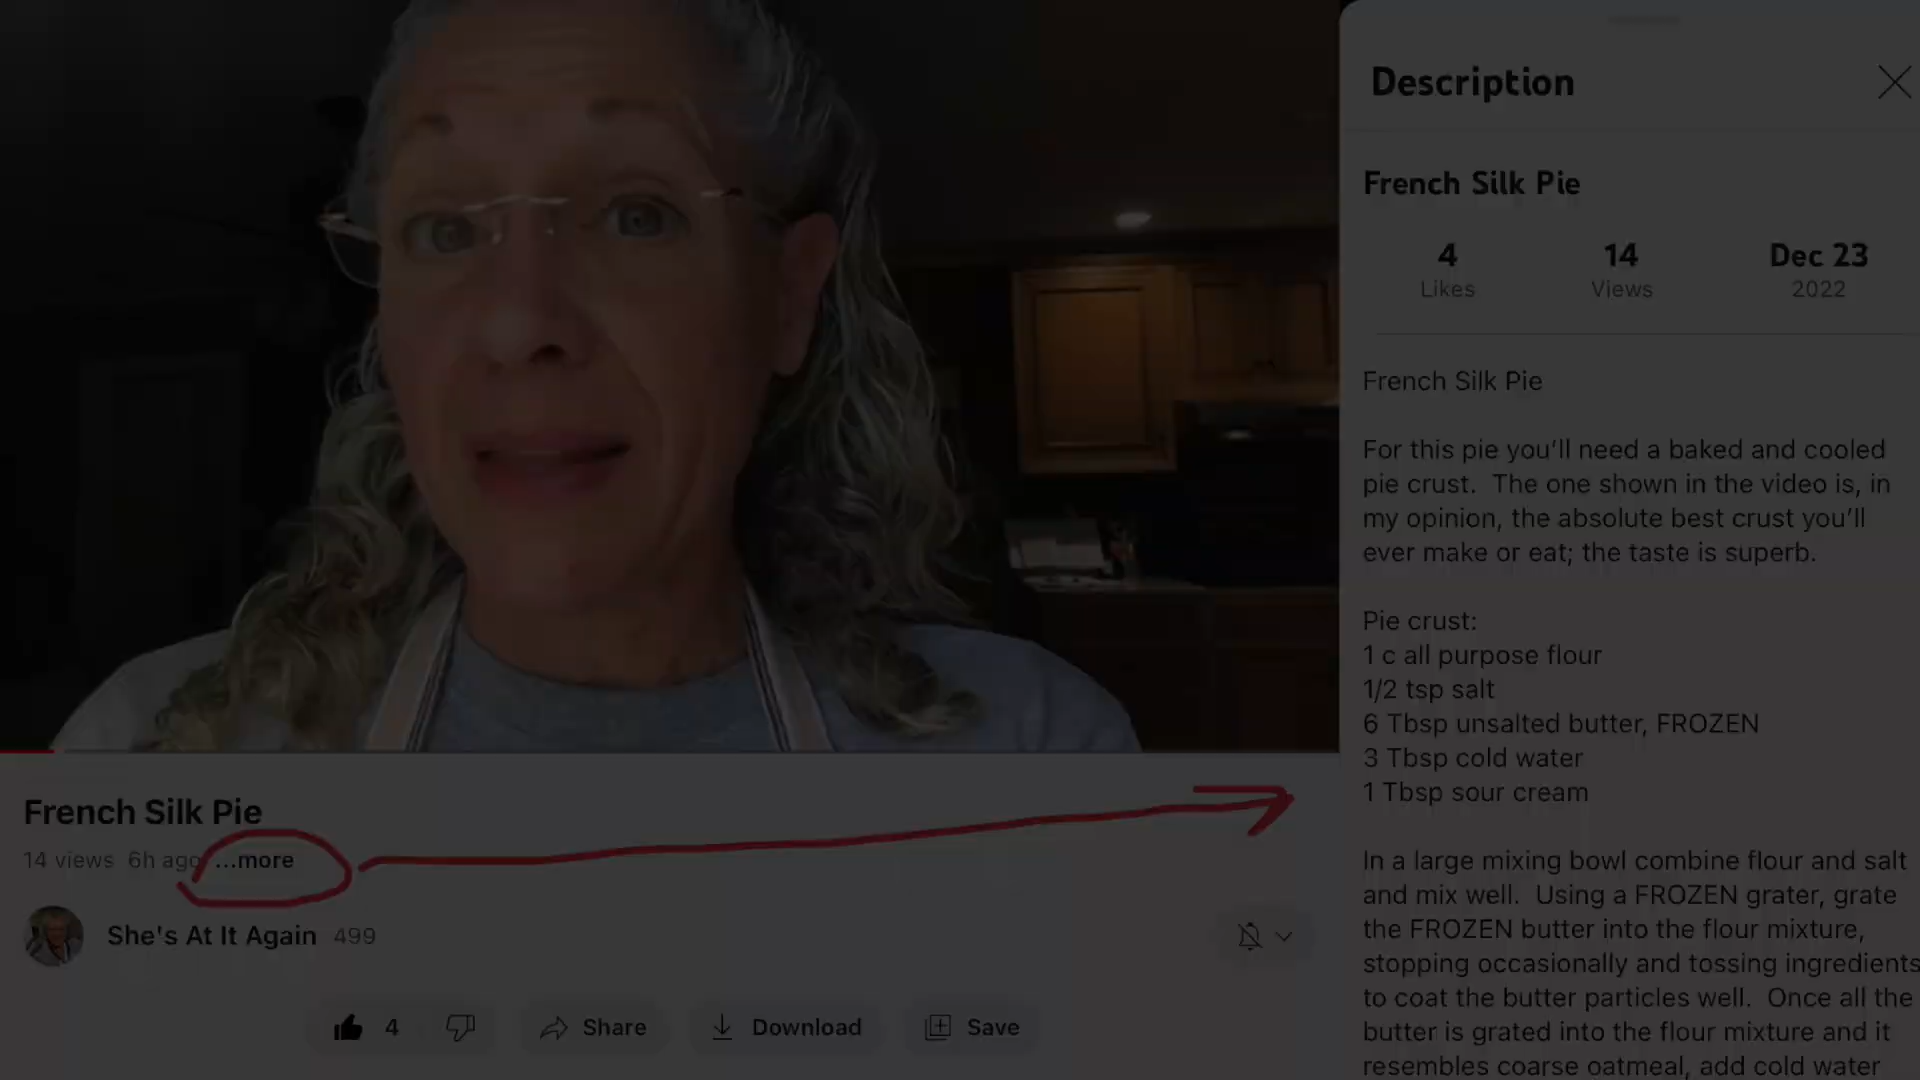 French Silk Pie
14 views 6h ago ...more
She's At It Again 499
4 Share Download Save
Description
French Silk Pie
4 14 Dec 23
Likes Views 2022
French Silk Pie
For this pie you'll need a baked and cooled
pie crust. The one shown in the video is, in
my opinion, the absolute best crust you'll
ever make or eat; the taste is superb.
Pie crust:
1 c all purpose flour
1/2 tsp salt
6 Tbsp unsalted butter, FROZEN
3 Tbsp cold water
1 Tbsp sour cream
In a large mixing bowl combine flour and salt
and mix well. Using a FROZEN grater, grate
the FROZEN butter into the flour mixture,
stopping occasionally and tossing ingredients
to coat the butter particles well. Once all the
butter is grated into the flour mixture and it
resembles coarse oatmeal, add cold water